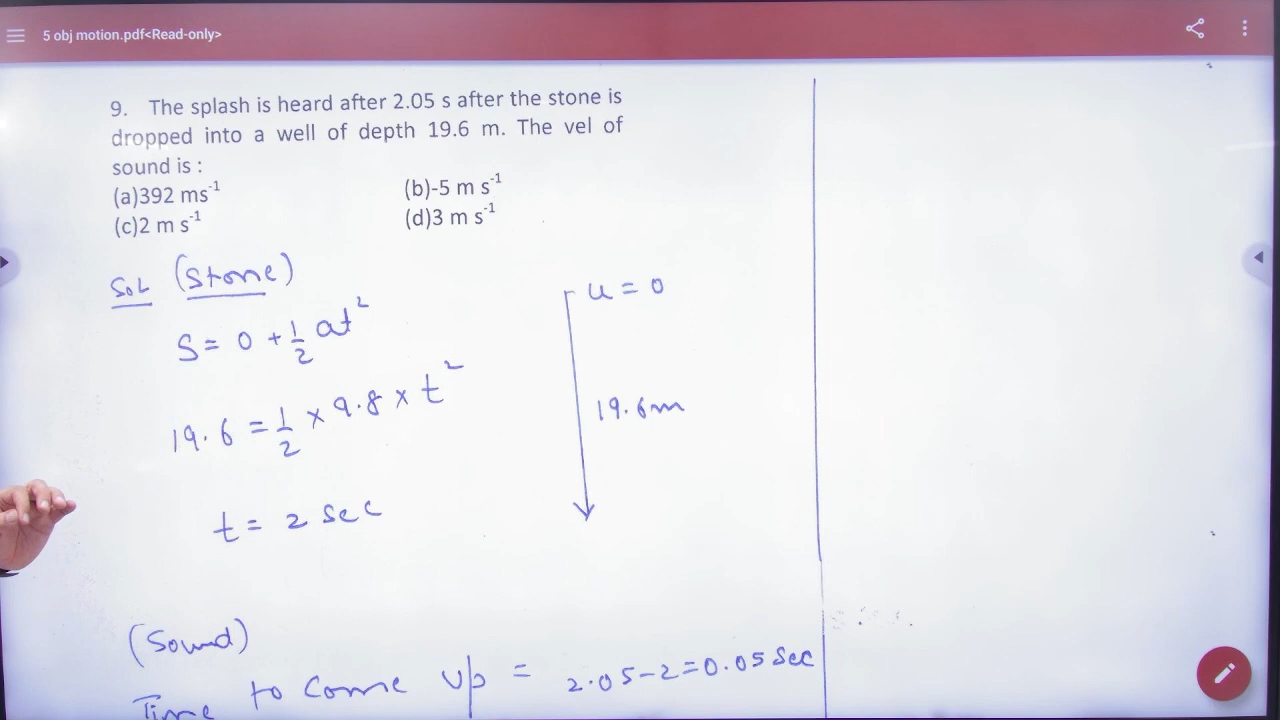 5 obj motion.pdf<Read-only>
9. The splash is heard after 2.05 s after the stone is
dropped into a well of depth 19.6 m. The vel of
sound is :
(a)392 ms⁻¹ (b)-5 m s⁻¹
(c)2 m s⁻¹ (d)3 m s⁻¹
Sol (Stone)
u = 0
S = 0 + 1/2 at²
19.6 = 1/2 × 9.8 × t²
19.6m
t = 2 sec
(Sound)
Time to come up = 2.05-2=0.05 Sec